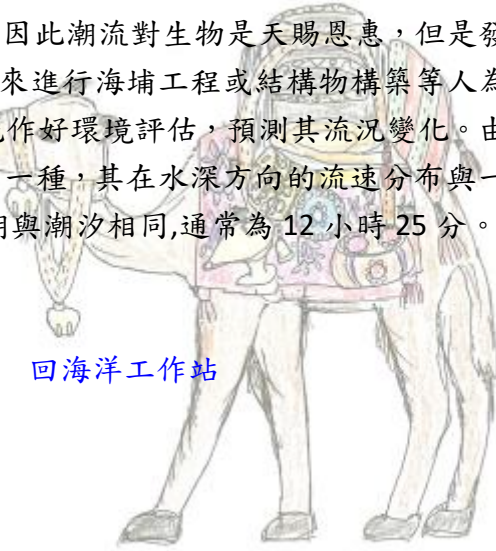 因此潮流對生物是天賜恩惠，但是發
來進行海埔工程或結構物構築等人為
作好環境評估，預測其流況變化。由
一種，其在水深方向的流速分布與一
與潮汐相同,通常為 12 小時 25 分。
回海洋工作站